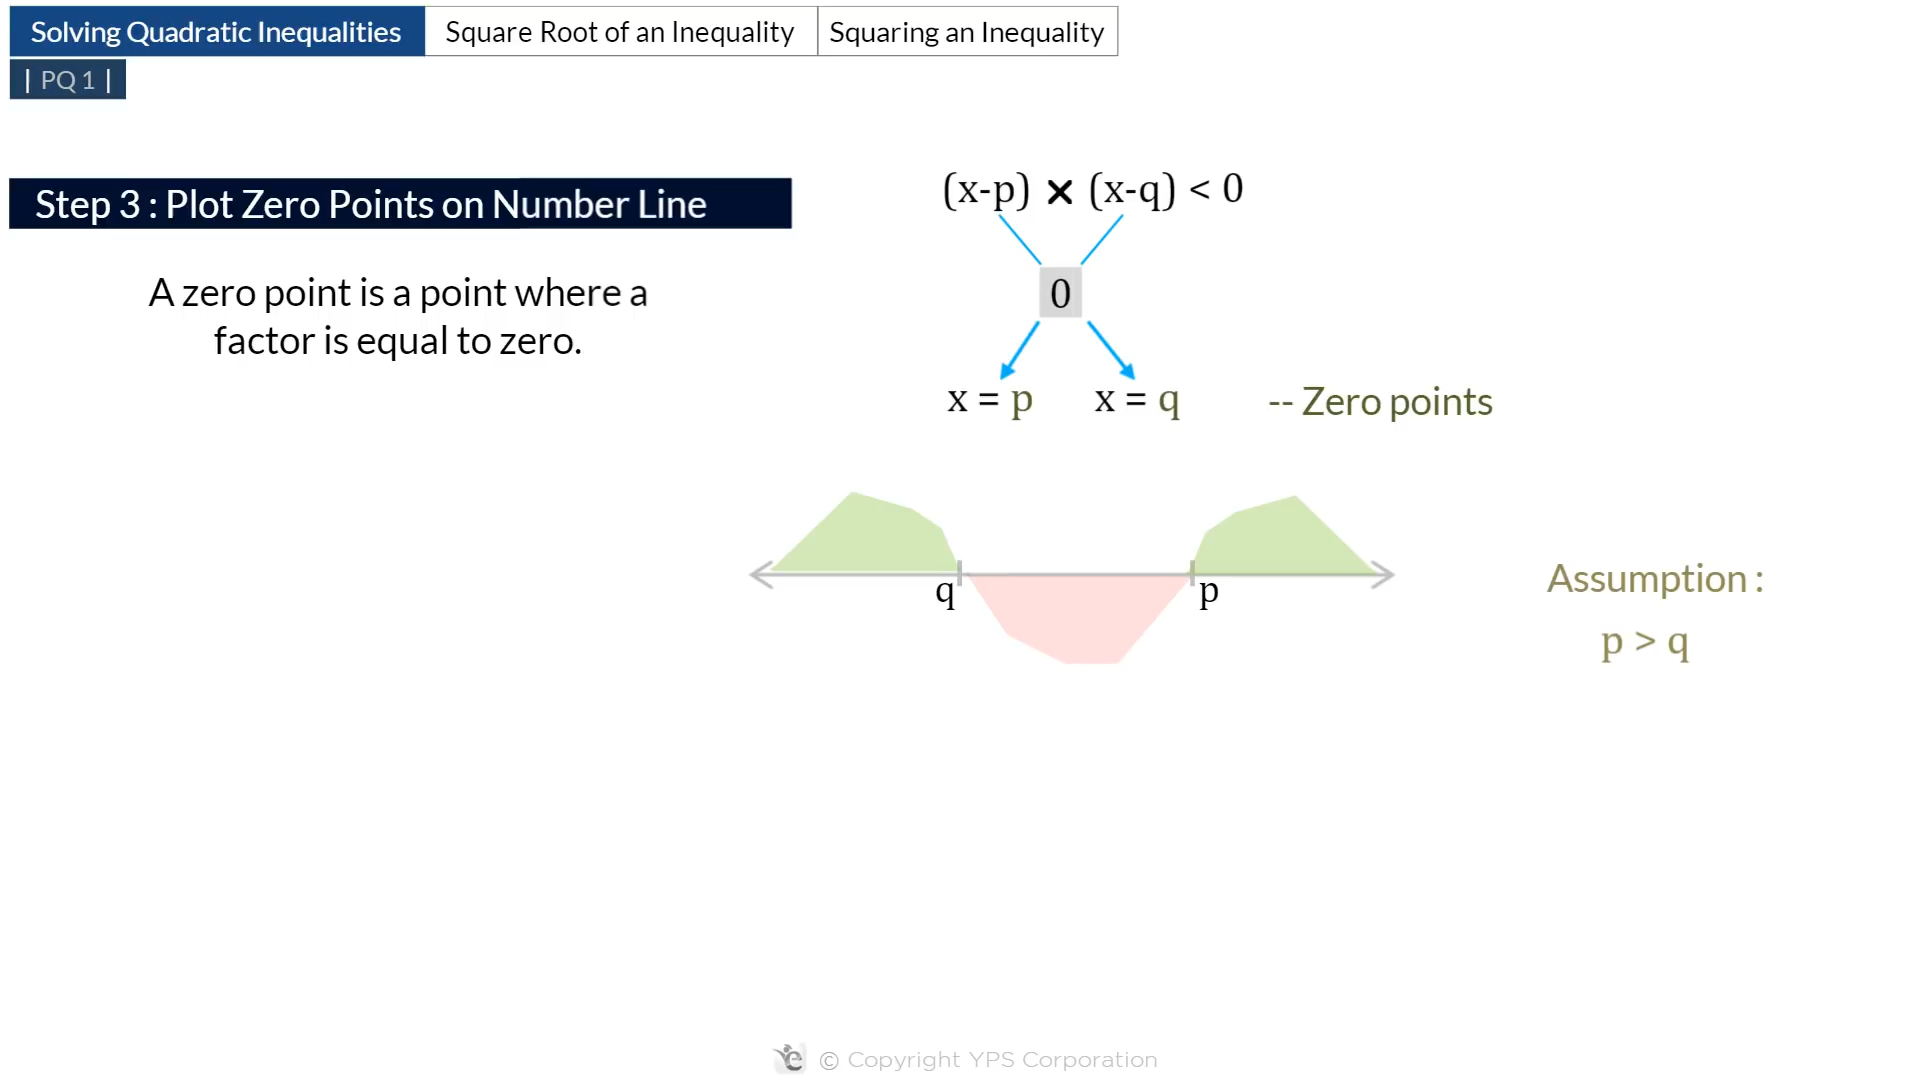 Solving Quadratic Inequalities
Square Root of an Inequality
Squaring an Inequality
| PQ 1 |
Step 3 : Plot Zero Points on Number Line
A zero point is a point where a
factor is equal to zero.
(x-p) × (x-q) < 0
0
x = p x = q -- Zero points
q p
Assumption :
p > q
© Copyright YPS Corporation